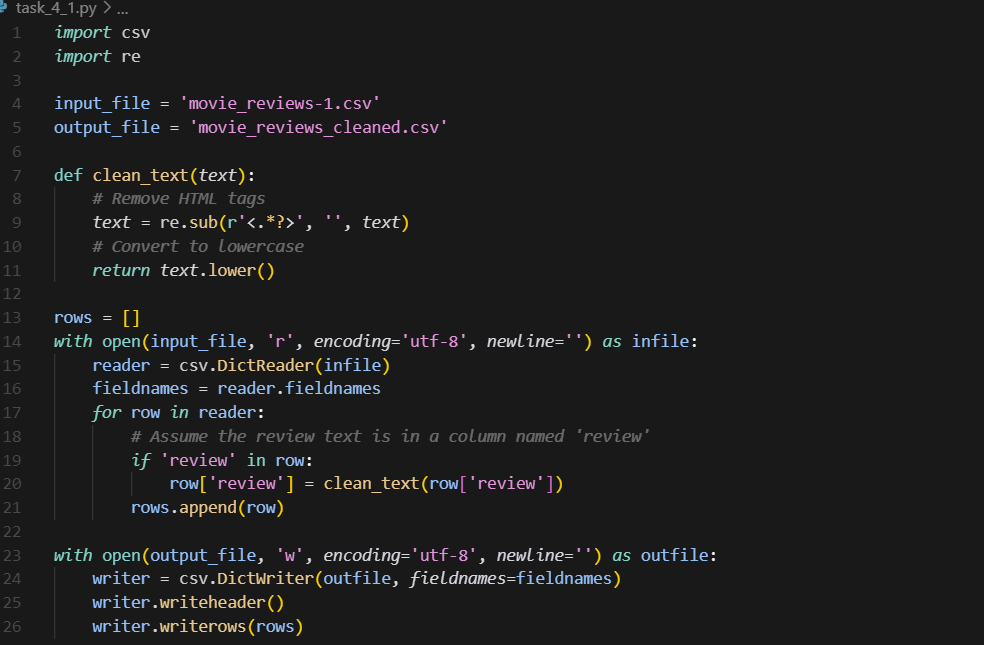 task_4_1.py > ...
1 import csv
2 import re
3
4 input_file = 'movie_reviews-1.csv'
5 output_file = 'movie_reviews_cleaned.csv'
6
7 def clean_text(text):
8     # Remove HTML tags
9     text = re.sub(r'<.*?>', '', text)
10     # Convert to lowercase
11     return text.lower()
12
13 rows = []
14 with open(input_file, 'r', encoding='utf-8', newline='') as infile:
15     reader = csv.DictReader(infile)
16     fieldnames = reader.fieldnames
17     for row in reader:
18         # Assume the review text is in a column named 'review'
19         if 'review' in row:
20             row['review'] = clean_text(row['review'])
21         rows.append(row)
22
23 with open(output_file, 'w', encoding='utf-8', newline='') as outfile:
24     writer = csv.DictWriter(outfile, fieldnames=fieldnames)
25     writer.writeheader()
26     writer.writerows(rows)